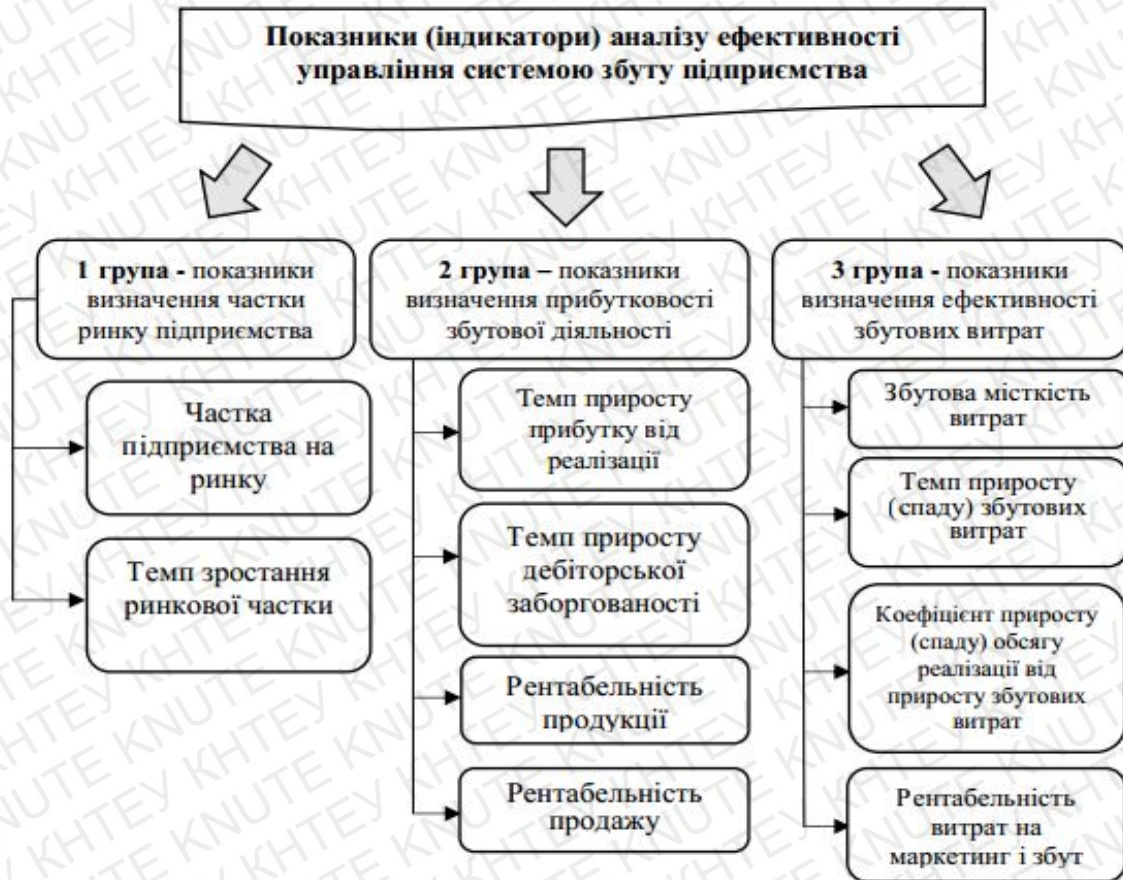 Показники (індикатори) аналізу ефективності
управління системою збуту підприємства
1 група - показники
визначення частки
ринку підприємства
Частка
підприємства на
ринку
Темп зростання
ринкової частки
2 група – показники
визначення прибутковості
збутової діяльності
Темп приросту
прибутку від
реалізації
Темп приросту
дебіторської
заборгованості
Рентабельність
продукції
Рентабельність
продажу
3 група - показники
визначення ефективності
збутових витрат
Збутова місткість
витрат
Темп приросту
(спаду) збутових
витрат
Коефіцієнт приросту
(спаду) обсягу
реалізації від
приросту збутових
витрат
Рентабельність
витрат на
маркетинг і збут